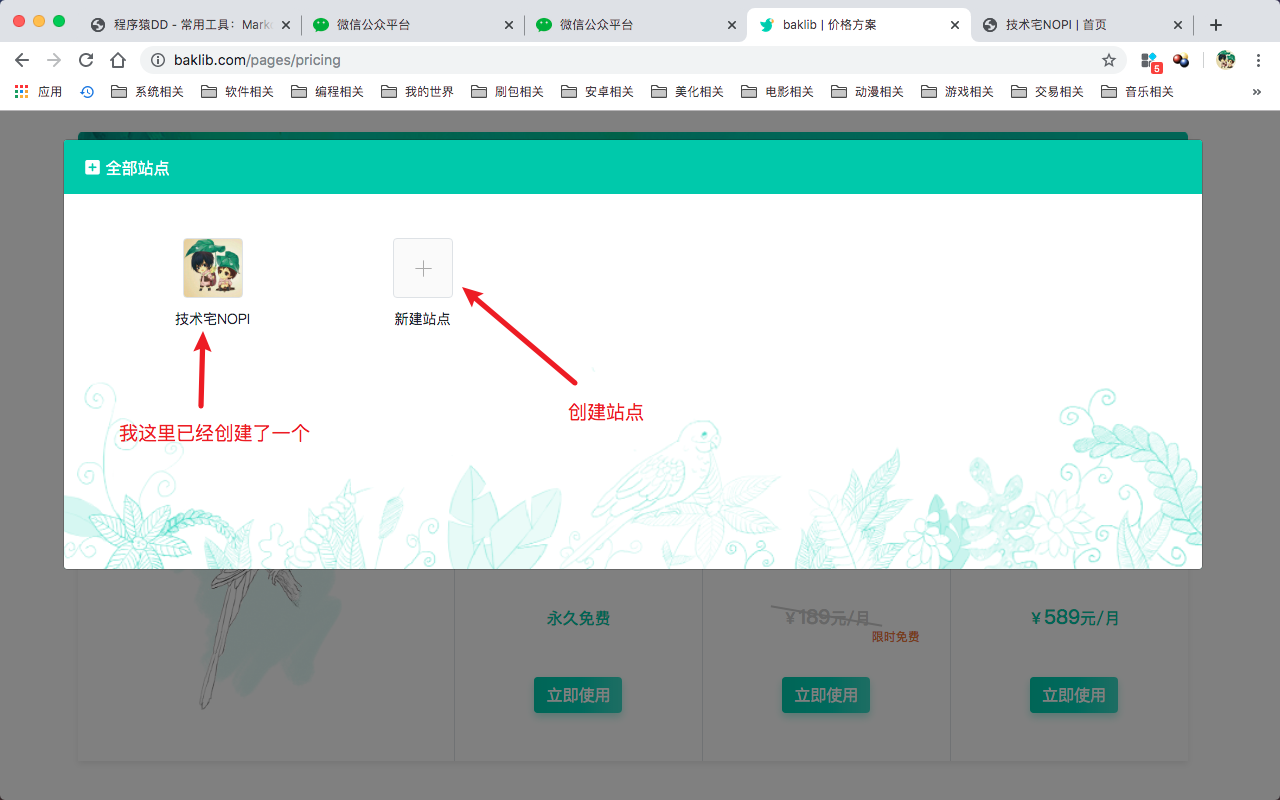 程序猿DD - 常用工具：Mark
微信公众平台
微信公众平台
baklib | 价格方案
技术宅NOPI | 首页
baklib.com/pages/pricing
5
应用
系统相关
软件相关
编程相关
我的世界
刷包相关
安卓相关
美化相关
电影相关
动漫相关
游戏相关
交易相关
音乐相关
»
全部站点
技术宅NOPI
新建站点
创建站点
我这里已经创建了一个
永久免费
¥189元/月
限时免费
¥589元/月
立即使用
立即使用
立即使用